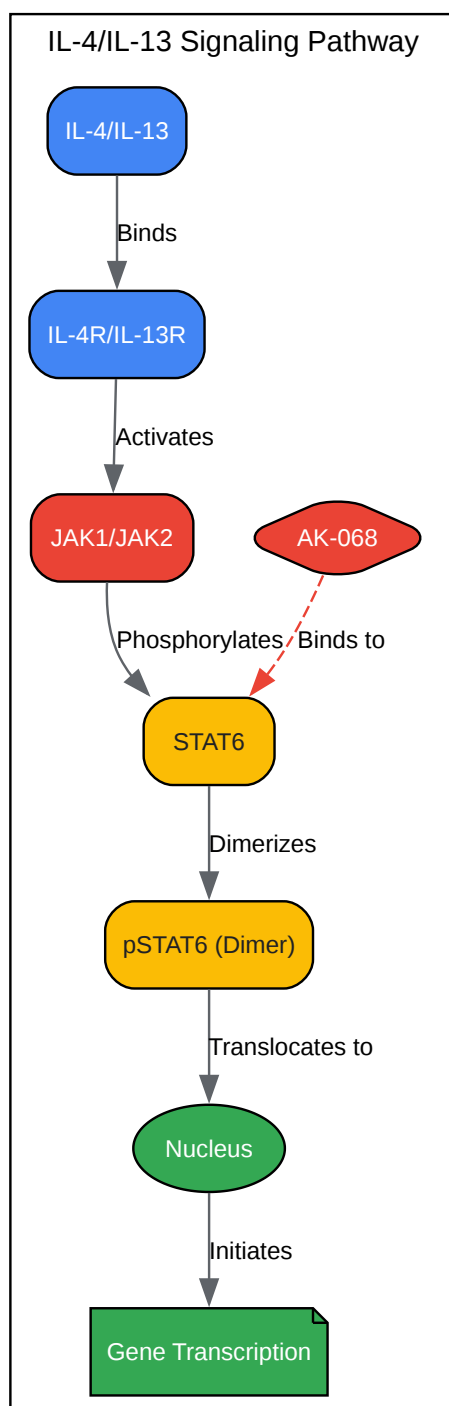 IL-4/IL-13 Signaling Pathway
IL-4/IL-13
Binds
IL-4R/IL-13R
Activates
JAK1/JAK2
AK-068
Phosphorylates
Binds to
STAT6
Dimerizes
pSTAT6 (Dimer)
Translocates to
Nucleus
Initiates
Gene Transcription